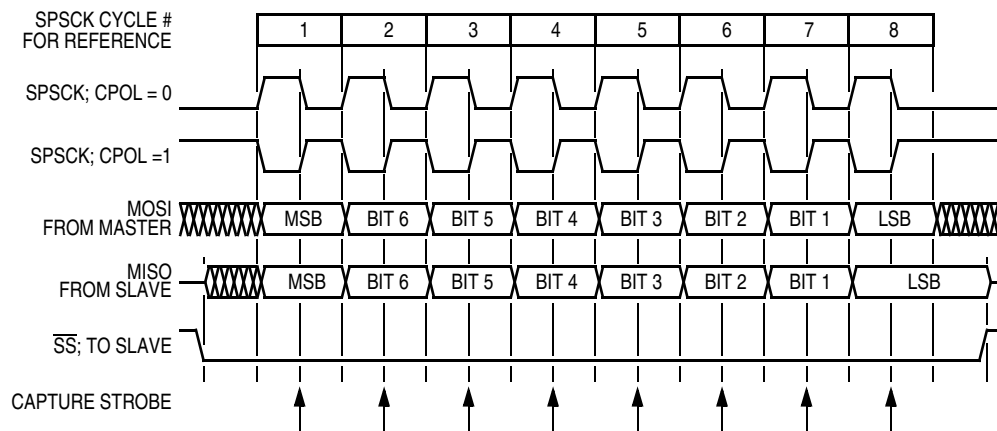 SPSCK CYCLE #
FOR REFERENCE
1 2 3 4 5 6 7 8
SPSCK; CPOL = 0
SPSCK; CPOL =1
MOSI
FROM MASTER
MSB BIT 6 BIT 5 BIT 4 BIT 3 BIT 2 BIT 1 LSB
MISO
FROM SLAVE
MSB BIT 6 BIT 5 BIT 4 BIT 3 BIT 2 BIT 1 LSB
S̅S̅; TO SLAVE
CAPTURE STROBE